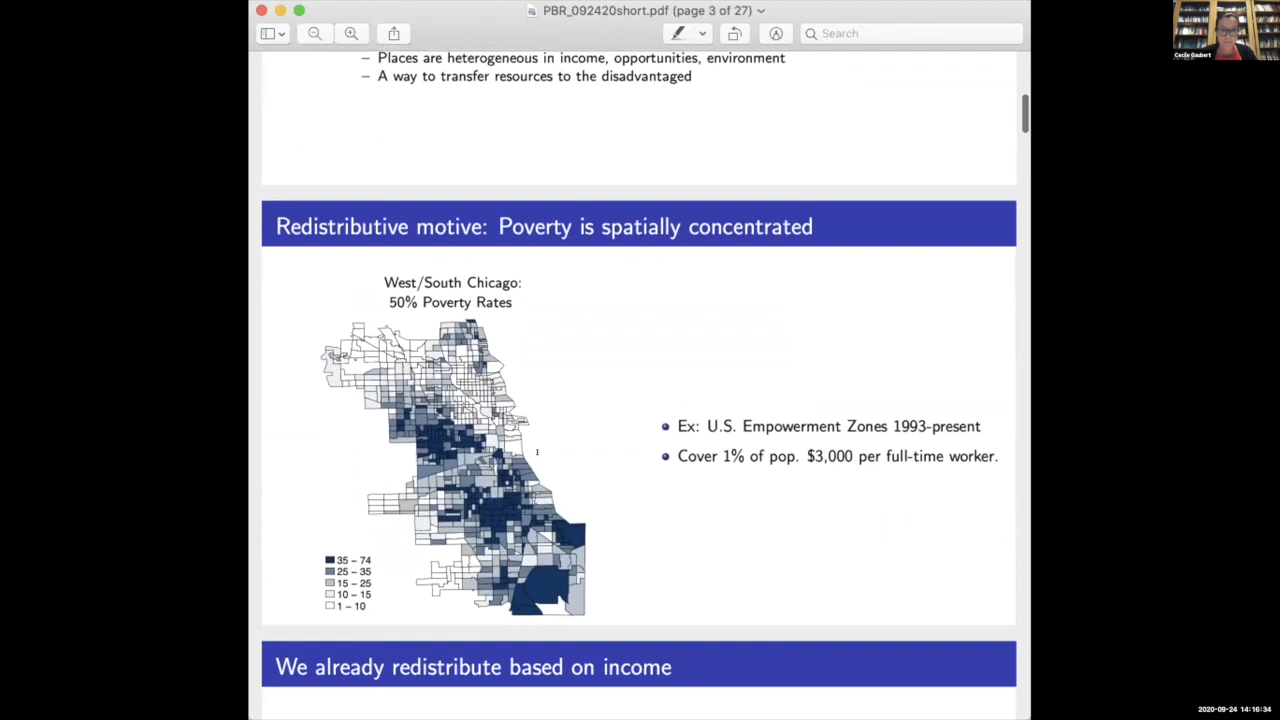 PBR_092420short.pdf (page 3 of 27)
Search
Cecile Gaubert
– Places are heterogeneous in income, opportunities, environment
– A way to transfer resources to the disadvantaged
Redistributive motive: Poverty is spatially concentrated
West/South Chicago:
50% Poverty Rates
35 – 74
25 – 35
15 – 25
10 – 15
1 – 10
Ex: U.S. Empowerment Zones 1993-present
Cover 1% of pop. $3,000 per full-time worker.
We already redistribute based on income
2020-09-24 14:16:34